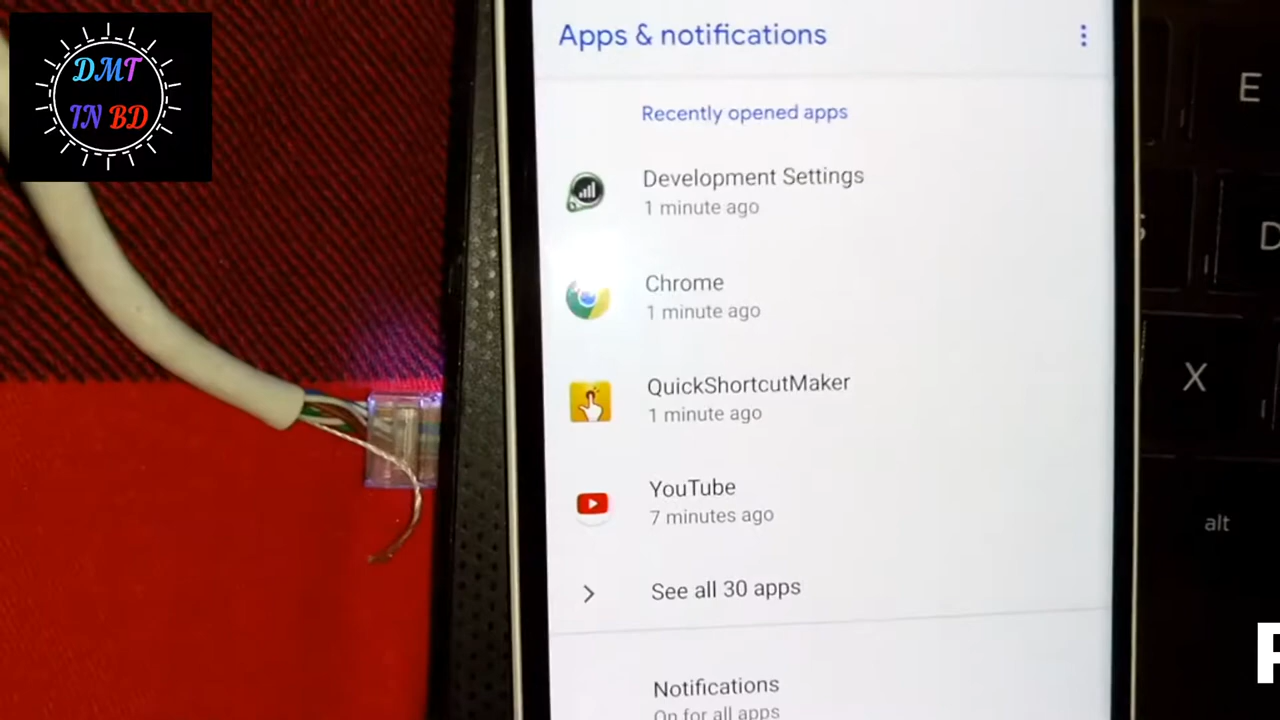 DMT
IN BD
Apps & notifications
Recently opened apps
Development Settings
1 minute ago
Chrome
1 minute ago
QuickShortcutMaker
1 minute ago
YouTube
7 minutes ago
See all 30 apps
Notifications
On for all apps
E
D
X
alt